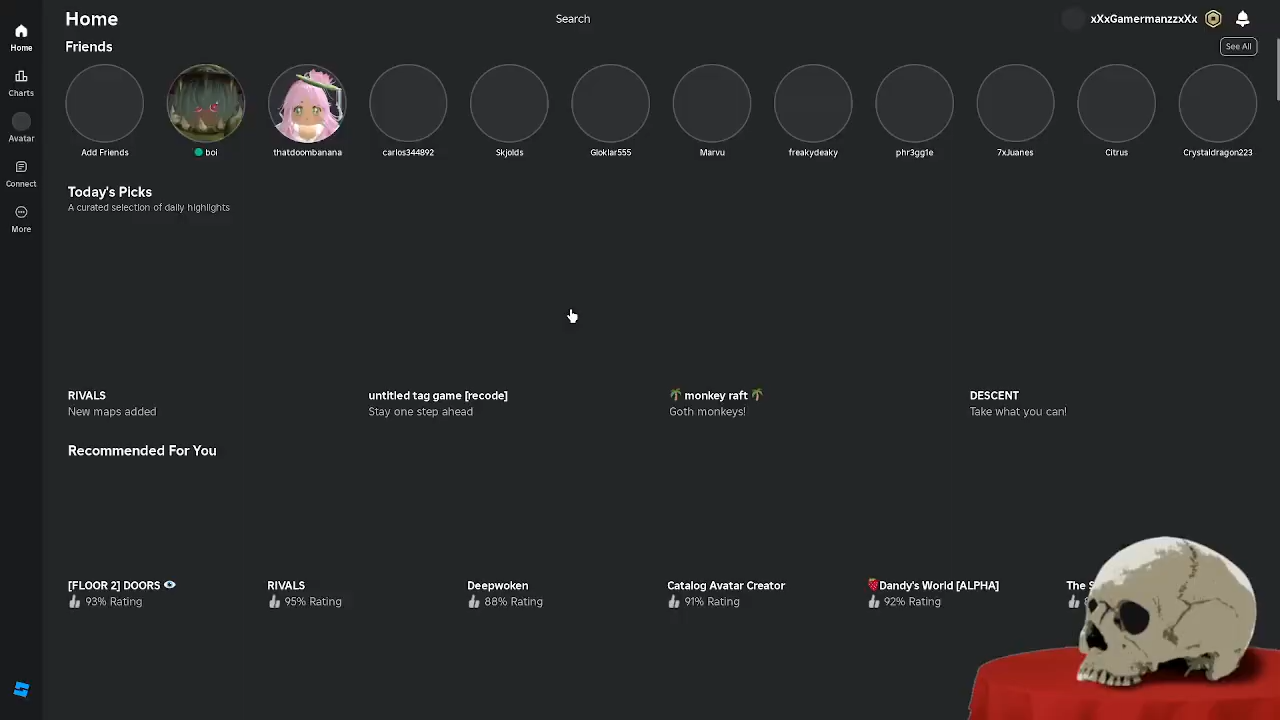 Home
Search
xXxGamermanzzxXx
Friends
See All
Home
Charts
Avatar
Connect
More
Add Friends
boi
thatdoombanana
carlos344892
Skjolds
Gloklar555
Marvu
freakydeaky
phr3gg1e
7xJuanes
Citrus
Crystaldragon223
Today's Picks
A curated selection of daily highlights
RIVALS
New maps added
untitled tag game [recode]
Stay one step ahead
🌴 monkey raft 🌴
Goth monkeys!
DESCENT
Take what you can!
Recommended For You
[FLOOR 2] DOORS 👁️
93% Rating
RIVALS
95% Rating
Deepwoken
88% Rating
Catalog Avatar Creator
91% Rating
🍓Dandy's World [ALPHA]
92% Rating
The